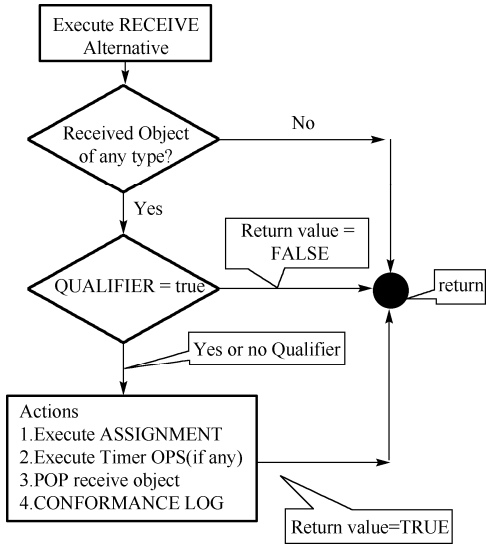 Execute RECEIVE
Alternative
Received Object
of any type?
No
Yes
Return value =
FALSE
QUALIFIER = true
return
Yes or no Qualifier
Actions
1.Execute ASSIGNMENT
2.Execute Timer OPS(if any)
3.POP receive object
4.CONFORMANCE LOG
Return value=TRUE